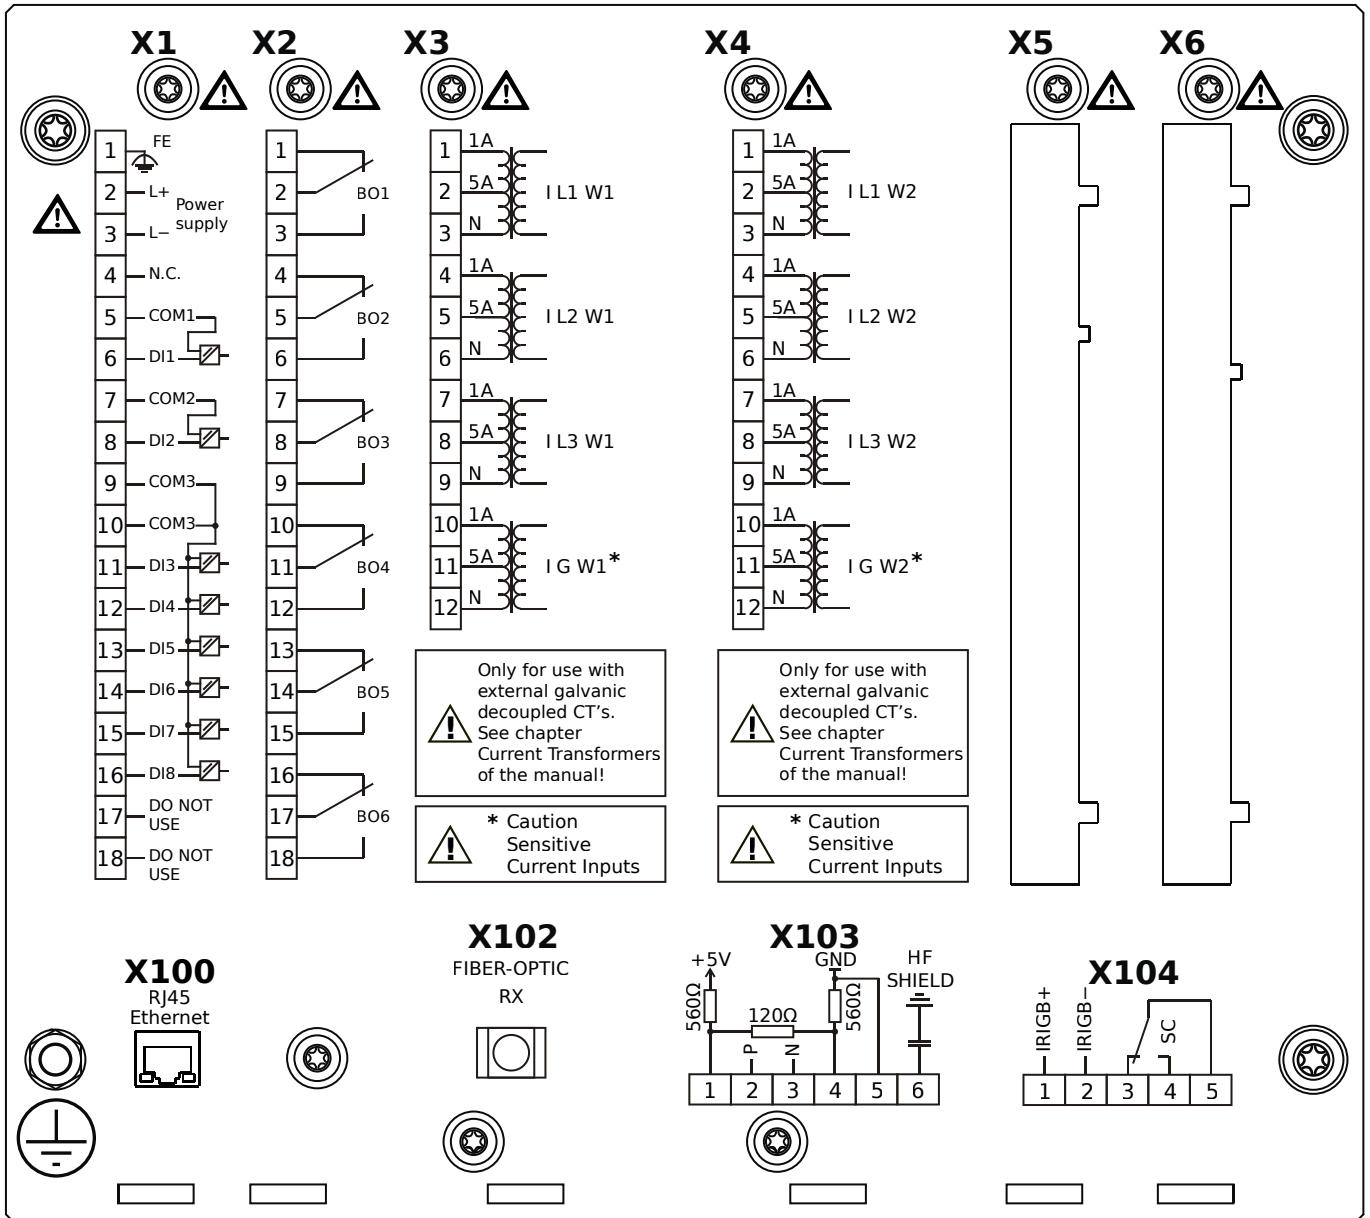 X1
X2
X3
X4
X5
X6
1 FE
2 L+
Power
supply
3 L−
4 N.C.
5 COM1
6 DI1
7 COM2
8 DI2
9 COM3
10 COM3
11 DI3
12 DI4
13 DI5
14 DI6
15 DI7
16 DI8
17 DO NOT
USE
18 DO NOT
USE
1
2 BO1
3
4
5 BO2
6
7
8 BO3
9
10
11 BO4
12
13
14 BO5
15
16
17 BO6
18
1 1A
2 5A I L1 W1
3 N
4 1A
5 5A I L2 W1
6 N
7 1A
8 5A I L3 W1
9 N
10 1A
11 5A I G W1*
12 N
Only for use with
external galvanic
decoupled CT's.
See chapter
Current Transformers
of the manual!
* Caution
Sensitive
Current Inputs
1 1A
2 5A I L1 W2
3 N
4 1A
5 5A I L2 W2
6 N
7 1A
8 5A I L3 W2
9 N
10 1A
11 5A I G W2*
12 N
Only for use with
external galvanic
decoupled CT's.
See chapter
Current Transformers
of the manual!
* Caution
Sensitive
Current Inputs
X100
RJ45
Ethernet
X102
FIBER-OPTIC
RX
X103
+5V
GND
HF
SHIELD
560Ω
120Ω
560Ω
P
N
1 2 3 4 5 6
X104
IRIGB+
IRIGB−
SC
1 2 3 4 5